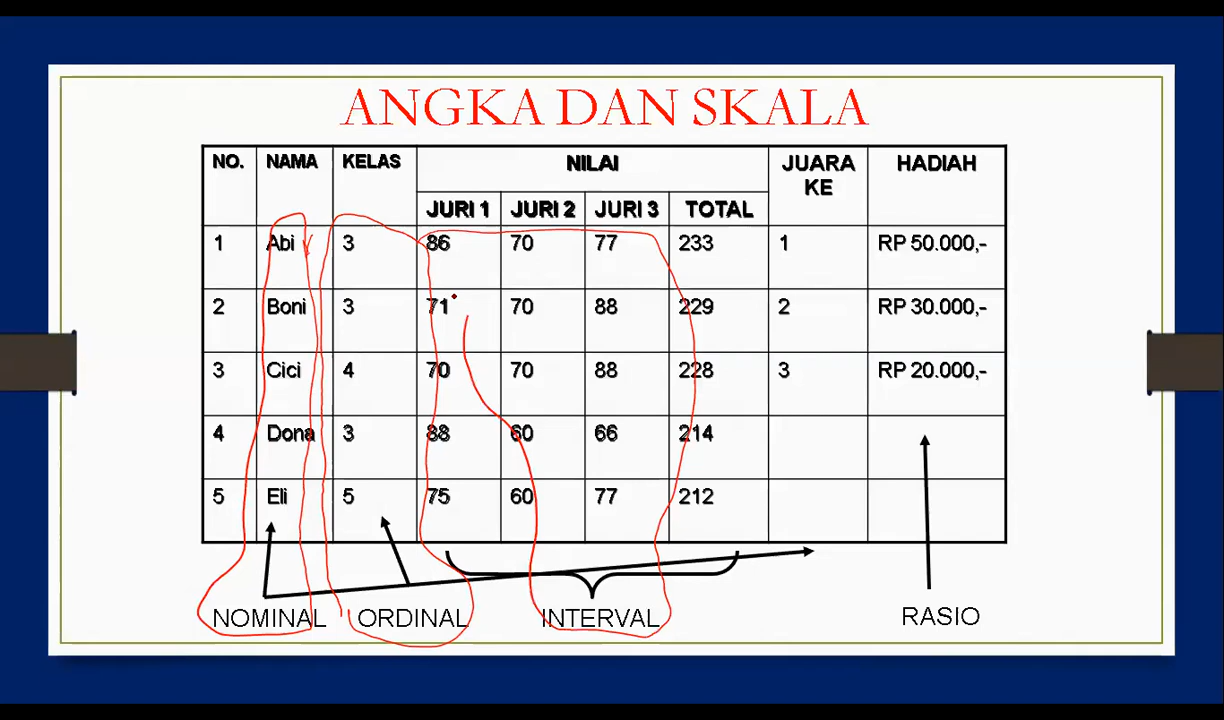 ANGKA DAN SKALA
NO. NAMA KELAS NILAI JUARA KE HADIAH
JURI 1 JURI 2 JURI 3 TOTAL
1 Abi 3 86 70 77 233 1 RP 50.000,-
2 Boni 3 71 70 88 229 2 RP 30.000,-
3 Cici 4 70 70 88 228 3 RP 20.000,-
4 Dona 3 88 60 66 214
5 Eli 5 75 60 77 212
NOMINAL ORDINAL INTERVAL RASIO